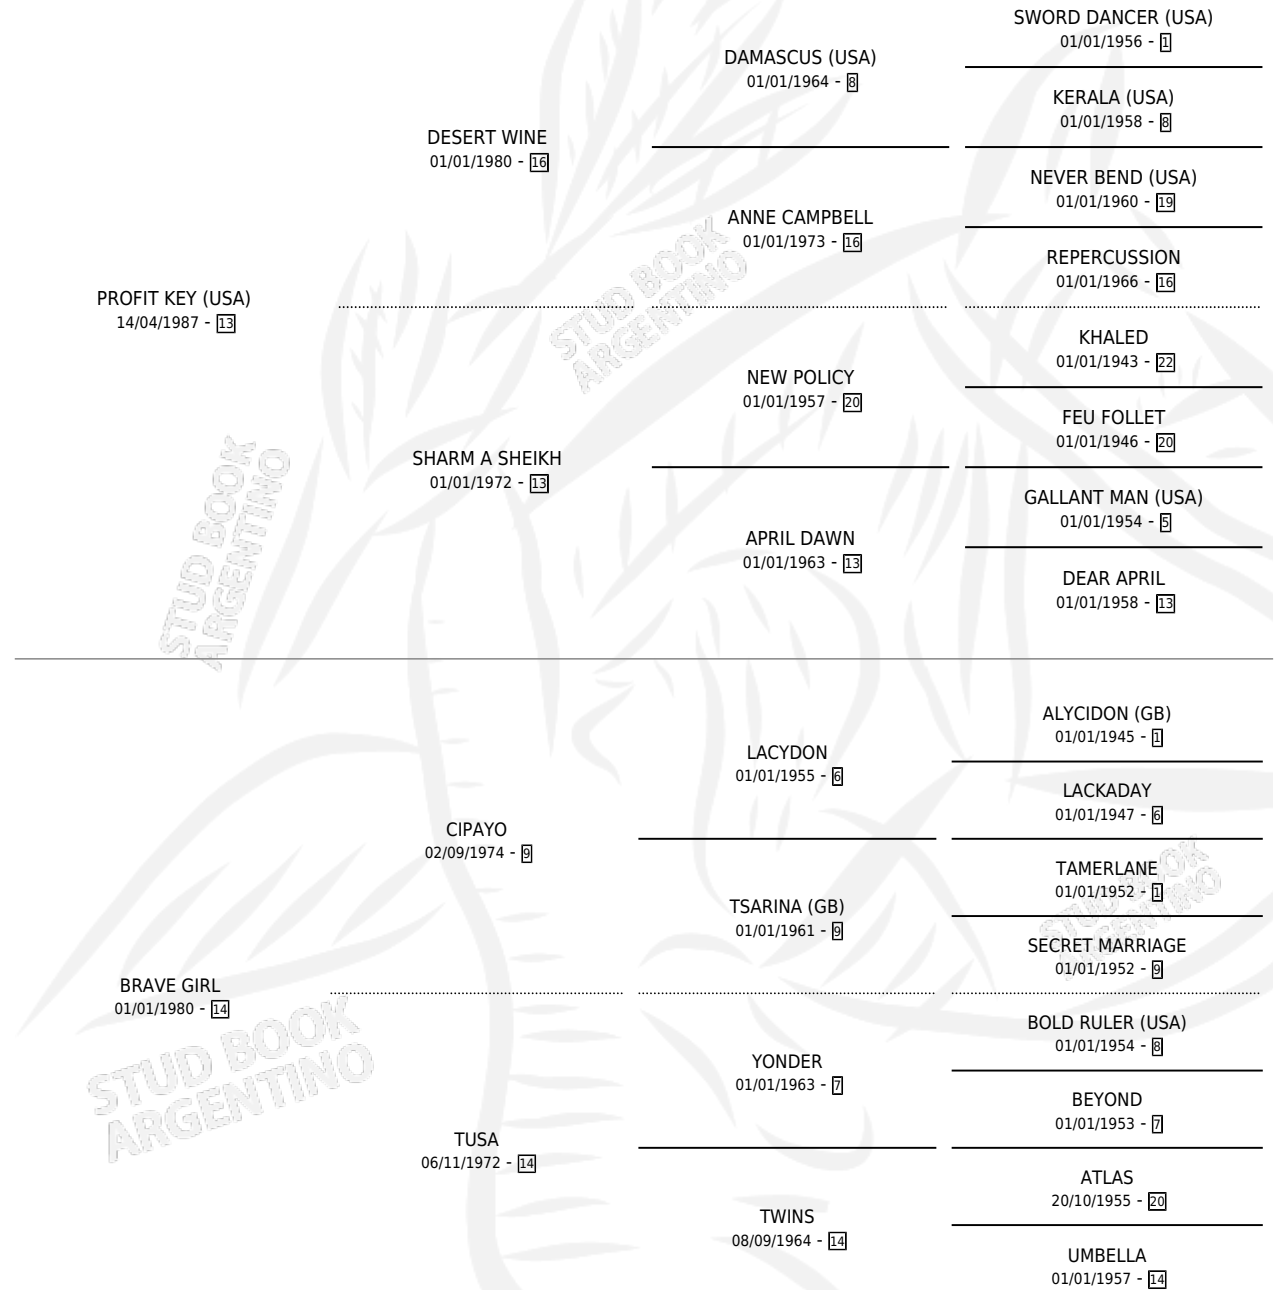 SWORD DANCER (USA)
01/01/1956 - 1
DAMASCUS (USA)
01/01/1964 - 8
KERALA (USA)
01/01/1958 - 8
DESERT WINE
01/01/1980 - 16
NEVER BEND (USA)
01/01/1960 - 19
ANNE CAMPBELL
01/01/1973 - 16
REPERCUSSION
01/01/1966 - 16
PROFIT KEY (USA)
14/04/1987 - 13
KHALED
01/01/1943 - 22
NEW POLICY
01/01/1957 - 20
FEU FOLLET
01/01/1946 - 20
SHARM A SHEIKH
01/01/1972 - 13
GALLANT MAN (USA)
01/01/1954 - 5
APRIL DAWN
01/01/1963 - 13
DEAR APRIL
01/01/1958 - 13
ALYCIDON (GB)
01/01/1945 - 1
LACYDON
01/01/1955 - 6
LACKADAY
01/01/1947 - 6
CIPAYO
02/09/1974 - 9
TAMERLANE
01/01/1952 - 1
TSARINA (GB)
01/01/1961 - 9
SECRET MARRIAGE
01/01/1952 - 9
BRAVE GIRL
01/01/1980 - 14
BOLD RULER (USA)
01/01/1954 - 8
YONDER
01/01/1963 - 7
BEYOND
01/01/1953 - 7
TUSA
06/11/1972 - 14
ATLAS
20/10/1955 - 20
TWINS
08/09/1964 - 14
UMBELLA
01/01/1957 - 14
STUD BOOK
ARGENTINO
STUD BOOK
ARGENTINO
STUD BOOK
ARGENTINO
STUD BOOK
ARGENTINO